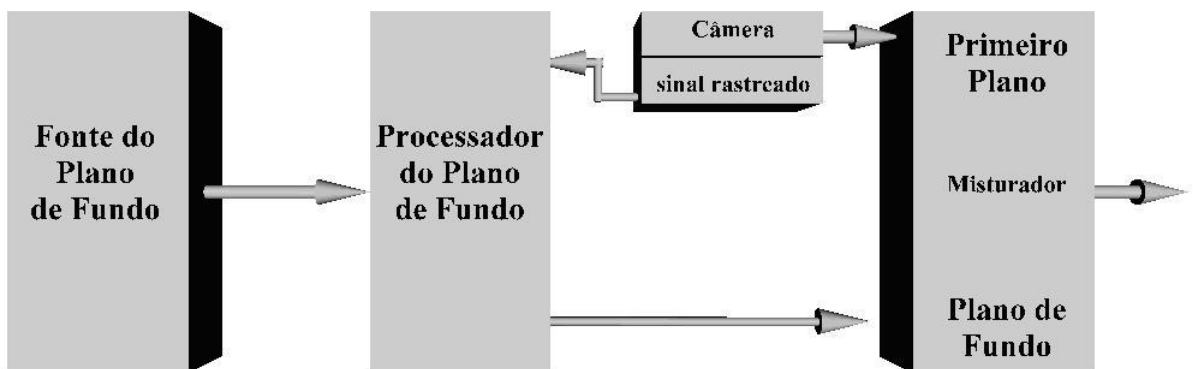 Fonte do
Plano
de Fundo
Processador
do Plano
de Fundo
Câmera
sinal rastreado
Primeiro
Plano
Misturador
Plano de
Fundo